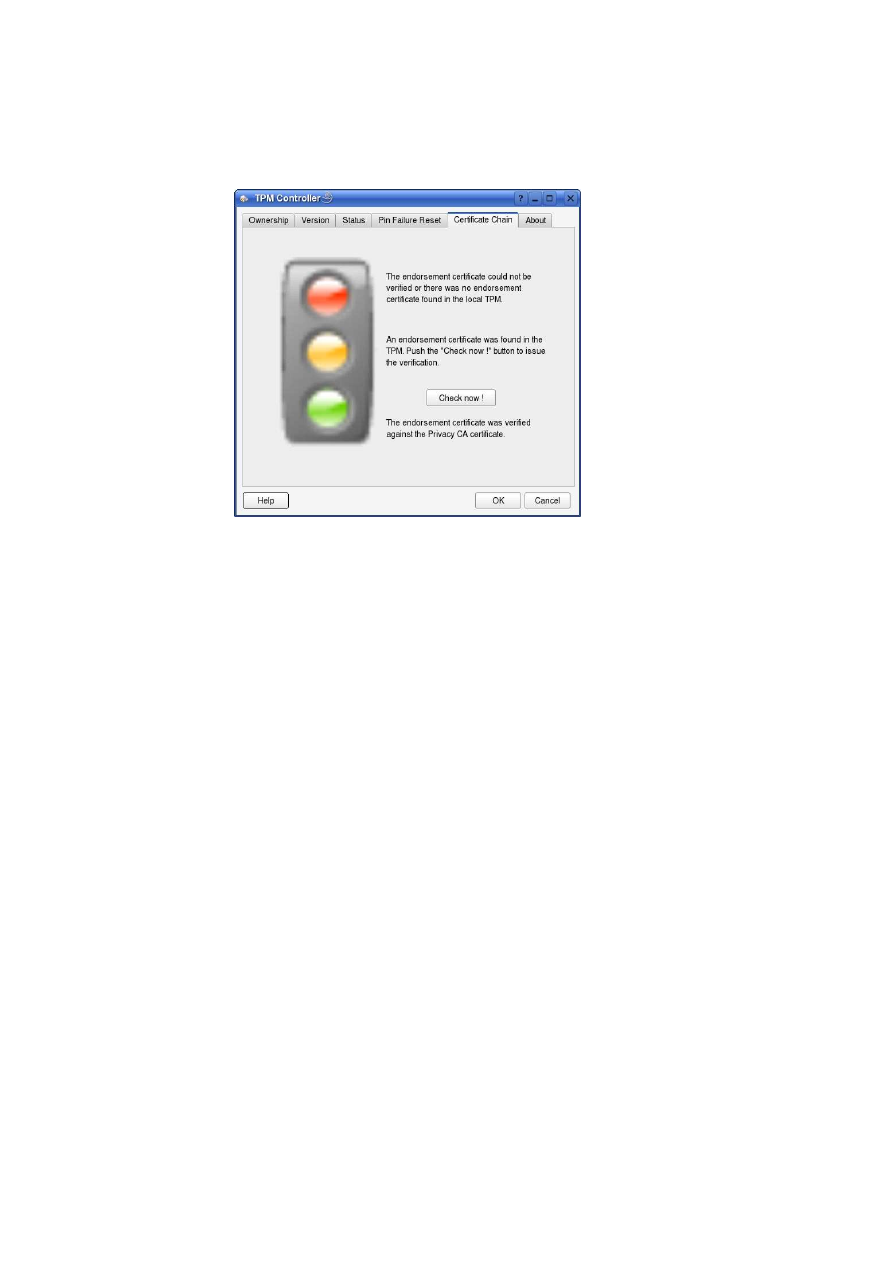 TPM Controller
Ownership Version Status Pin Failure Reset Certificate Chain About
The endorsement certificate could not be
verified or there was no endorsement
certificate found in the local TPM.
An endorsement certificate was found in the
TPM. Push the "Check now !" button to issue
the verification.
Check now !
The endorsement certificate was verified
against the Privacy CA certificate.
Help OK Cancel